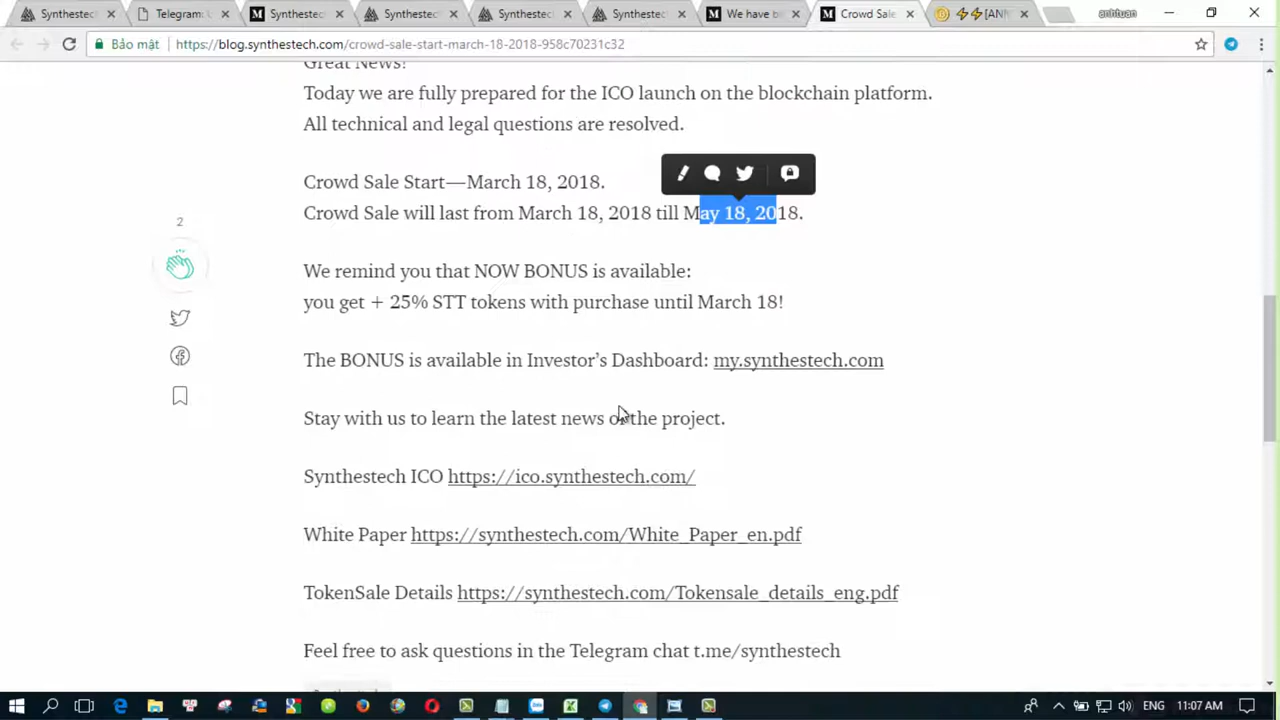 Synthestech
Telegram:
Synthestech
Synthestech
Synthestech
Synthestech
We have b
Crowd Sale
[AN
anhtuan
Bảo mật
https://blog.synthestech.com/crowd-sale-start-march-18-2018-958c70231c32
Great News!
Today we are fully prepared for the ICO launch on the blockchain platform.
All technical and legal questions are resolved.
Crowd Sale Start—March 18, 2018.
Crowd Sale will last from March 18, 2018 till May 18, 2018.
2
We remind you that NOW BONUS is available:
you get + 25% STT tokens with purchase until March 18!
The BONUS is available in Investor’s Dashboard: my.synthestech.com
Stay with us to learn the latest news of the project.
Synthestech ICO https://ico.synthestech.com/
White Paper https://synthestech.com/White_Paper_en.pdf
TokenSale Details https://synthestech.com/Tokensale_details_eng.pdf
Feel free to ask questions in the Telegram chat t.me/synthestech
ENG
11:07 AM